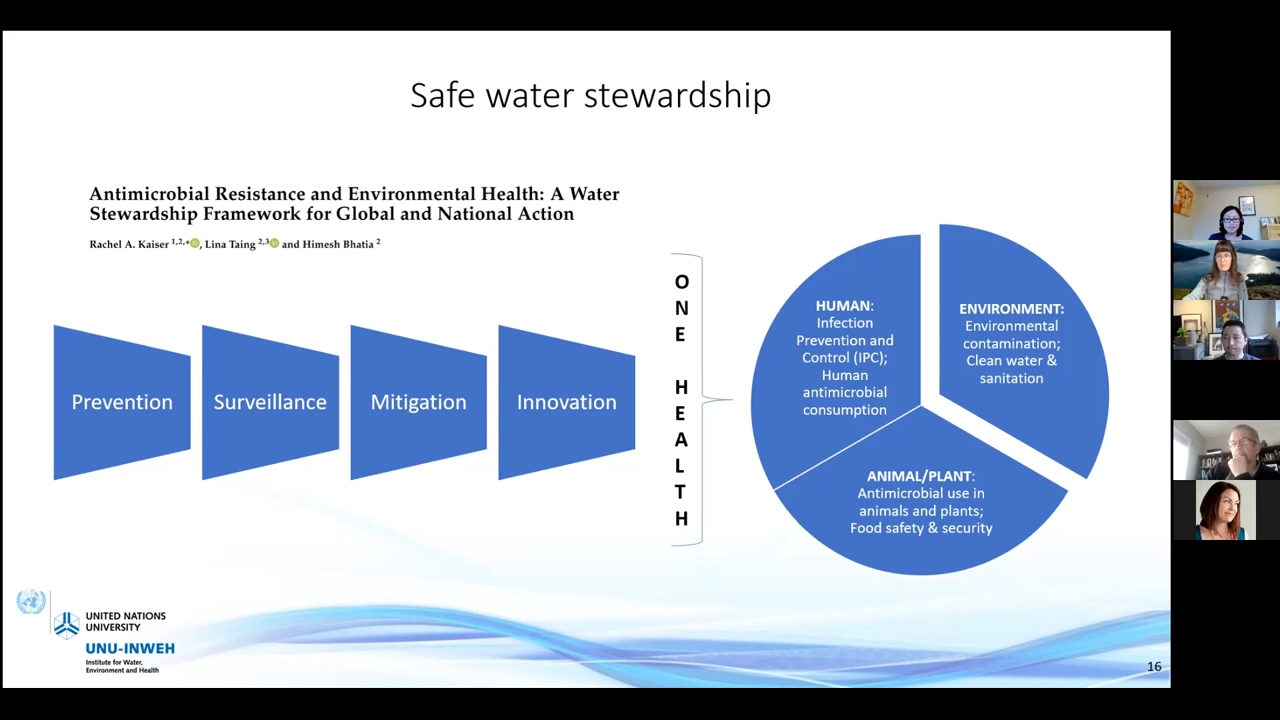 Safe water stewardship
Antimicrobial Resistance and Environmental Health: A Water
Stewardship Framework for Global and National Action
Rachel A. Kaiser 1,2,*, Lina Taing 2,3 and Himesh Bhatia 2
Prevention
Surveillance
Mitigation
Innovation
ONE HEALTH
HUMAN:
Infection
Prevention and
Control (IPC);
Human
antimicrobial
consumption
ENVIRONMENT:
Environmental
contamination;
Clean water &
sanitation
ANIMAL/PLANT:
Antimicrobial use in
animals and plants;
Food safety & security
UNITED NATIONS
UNIVERSITY
UNU-INWEH
Institute for Water,
Environment and Health
16